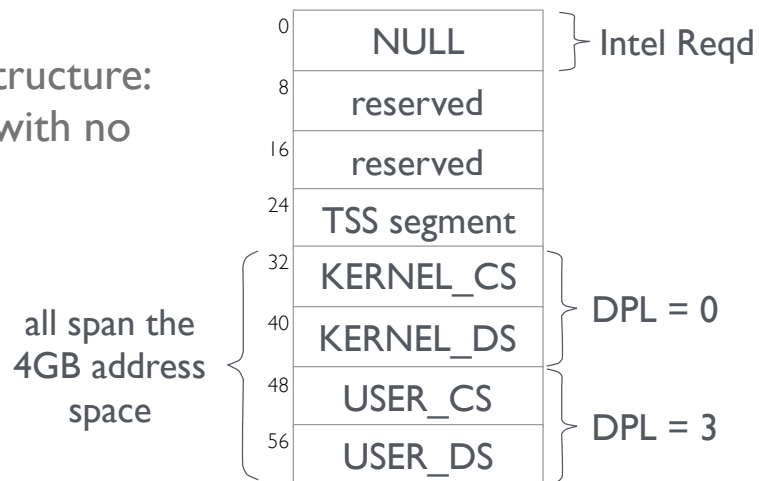 tructure:
with no
0
NULL
Intel Reqd
8
reserved
16
reserved
24
TSS segment
32
KERNEL_CS
40
KERNEL_DS
48
USER_CS
56
USER_DS
all span the
4GB address
space
DPL = 0
DPL = 3